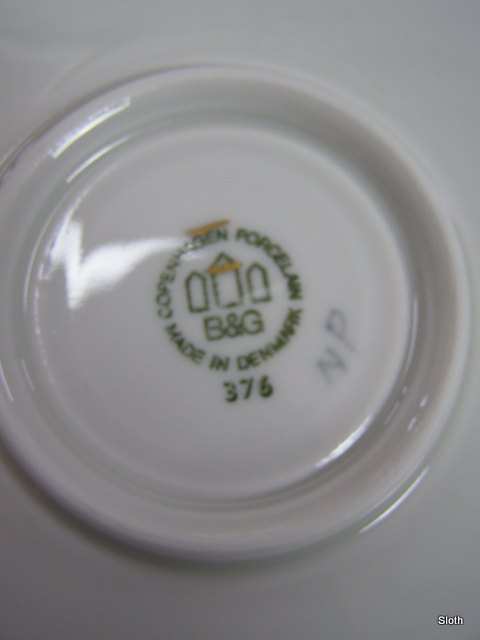 COPENHAGEN PORCELAIN
B&G
MADE IN DENMARK
376
NP
Sloth